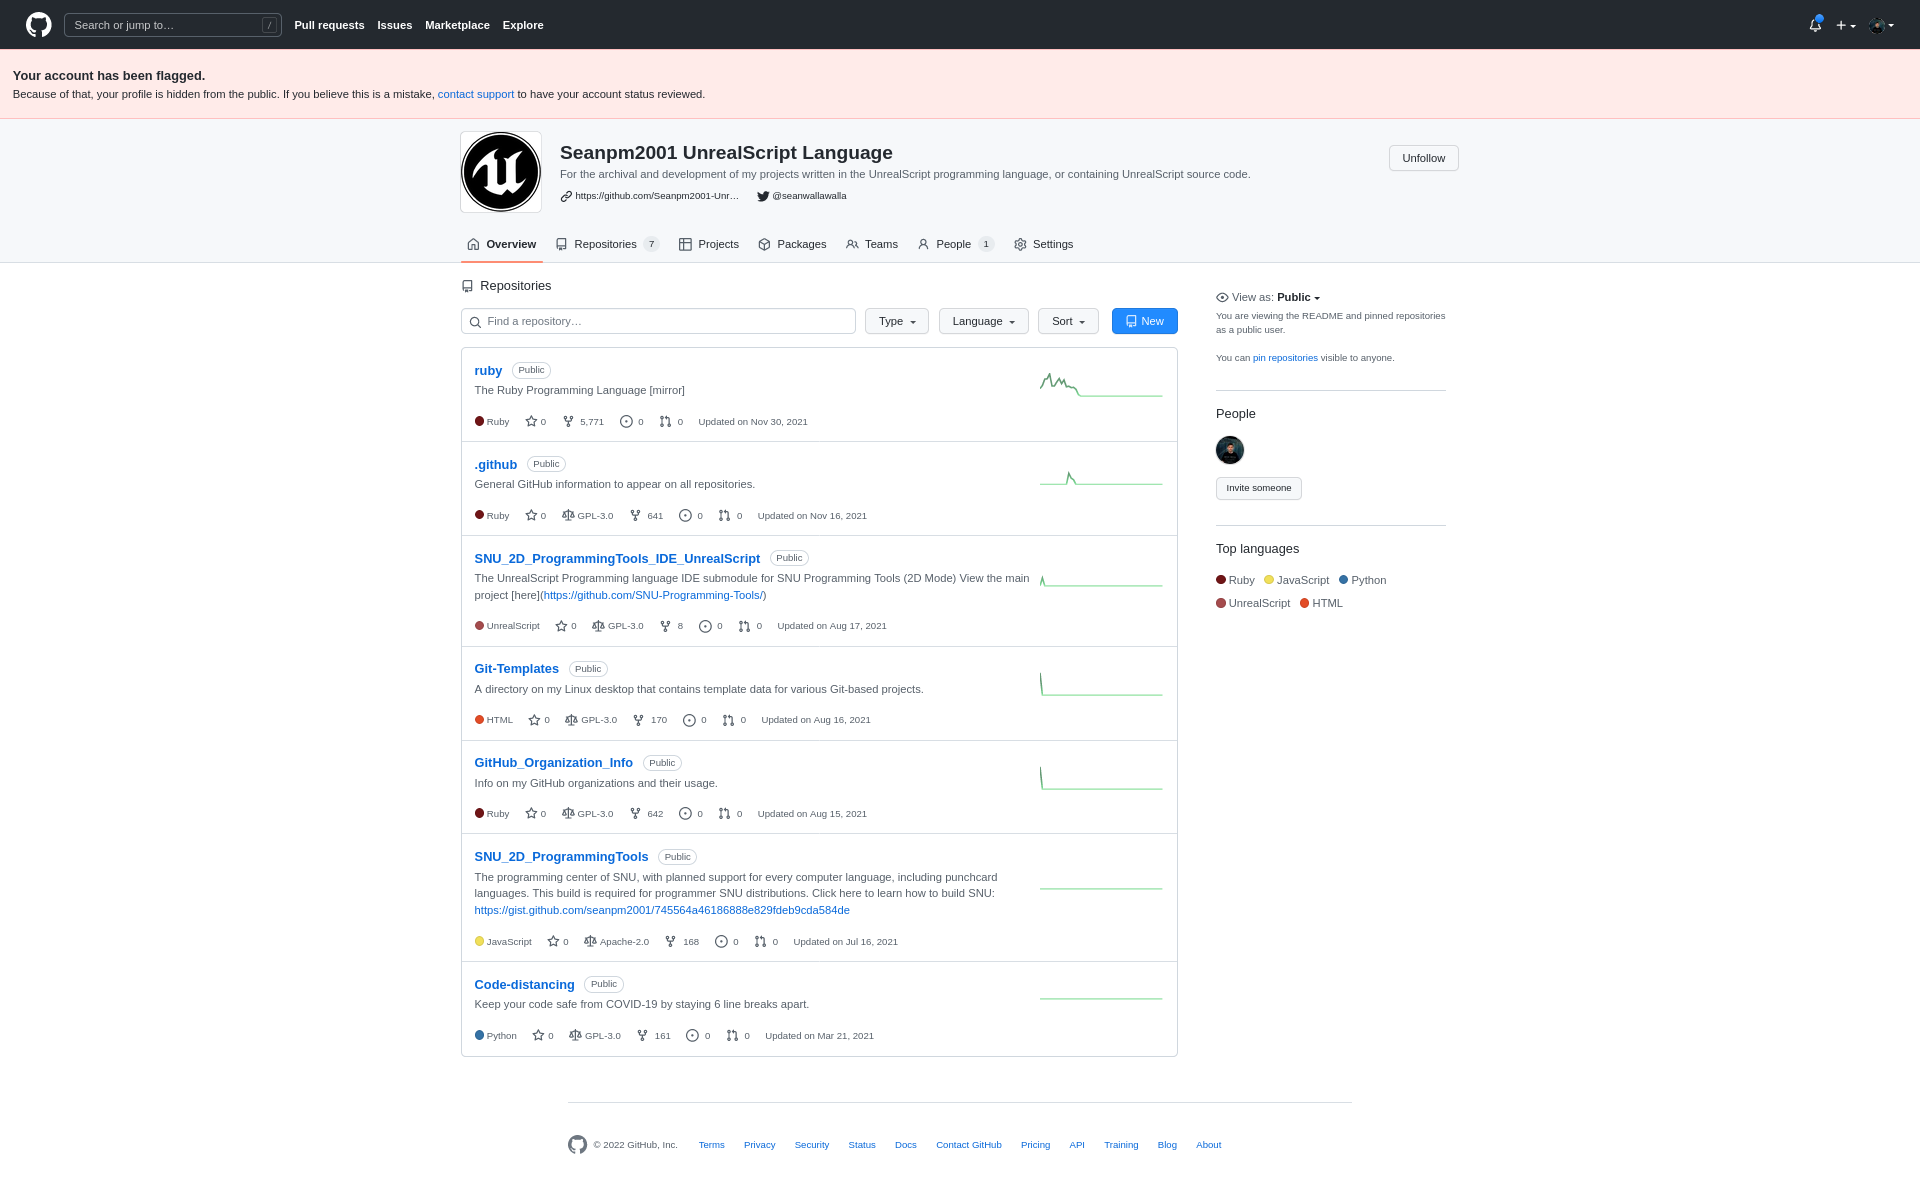 Search or jump to… /
Pull requests Issues Marketplace Explore
Your account has been flagged.
Because of that, your profile is hidden from the public. If you believe this is a mistake, contact support to have your account status reviewed.
Seanpm2001 UnrealScript Language
Unfollow
For the archival and development of my projects written in the UnrealScript programming language, or containing UnrealScript source code.
https://github.com/Seanpm2001-Unr… @seanwallawalla
Overview Repositories 7 Projects Packages Teams People 1 Settings
Repositories
Find a repository… Type Language Sort New
ruby Public
The Ruby Programming Language [mirror]
Ruby 0 5,771 0 0 Updated on Nov 30, 2021
.github Public
General GitHub information to appear on all repositories.
Ruby 0 GPL-3.0 641 0 0 Updated on Nov 16, 2021
SNU_2D_ProgrammingTools_IDE_UnrealScript Public
The UnrealScript Programming language IDE submodule for SNU Programming Tools (2D Mode) View the main
project [here](https://github.com/SNU-Programming-Tools/)
UnrealScript 0 GPL-3.0 8 0 0 Updated on Aug 17, 2021
Git-Templates Public
A directory on my Linux desktop that contains template data for various Git-based projects.
HTML 0 GPL-3.0 170 0 0 Updated on Aug 16, 2021
GitHub_Organization_Info Public
Info on my GitHub organizations and their usage.
Ruby 0 GPL-3.0 642 0 0 Updated on Aug 15, 2021
SNU_2D_ProgrammingTools Public
The programming center of SNU, with planned support for every computer language, including punchcard
languages. This build is required for programmer SNU distributions. Click here to learn how to build SNU:
https://gist.github.com/seanpm2001/745564a46186888e829fdeb9cda584de
JavaScript 0 Apache-2.0 168 0 0 Updated on Jul 16, 2021
Code-distancing Public
Keep your code safe from COVID-19 by staying 6 line breaks apart.
Python 0 GPL-3.0 161 0 0 Updated on Mar 21, 2021
View as: Public
You are viewing the README and pinned repositories
as a public user.
You can pin repositories visible to anyone.
People
Invite someone
Top languages
Ruby JavaScript Python
UnrealScript HTML
© 2022 GitHub, Inc. Terms Privacy Security Status Docs Contact GitHub Pricing API Training Blog About